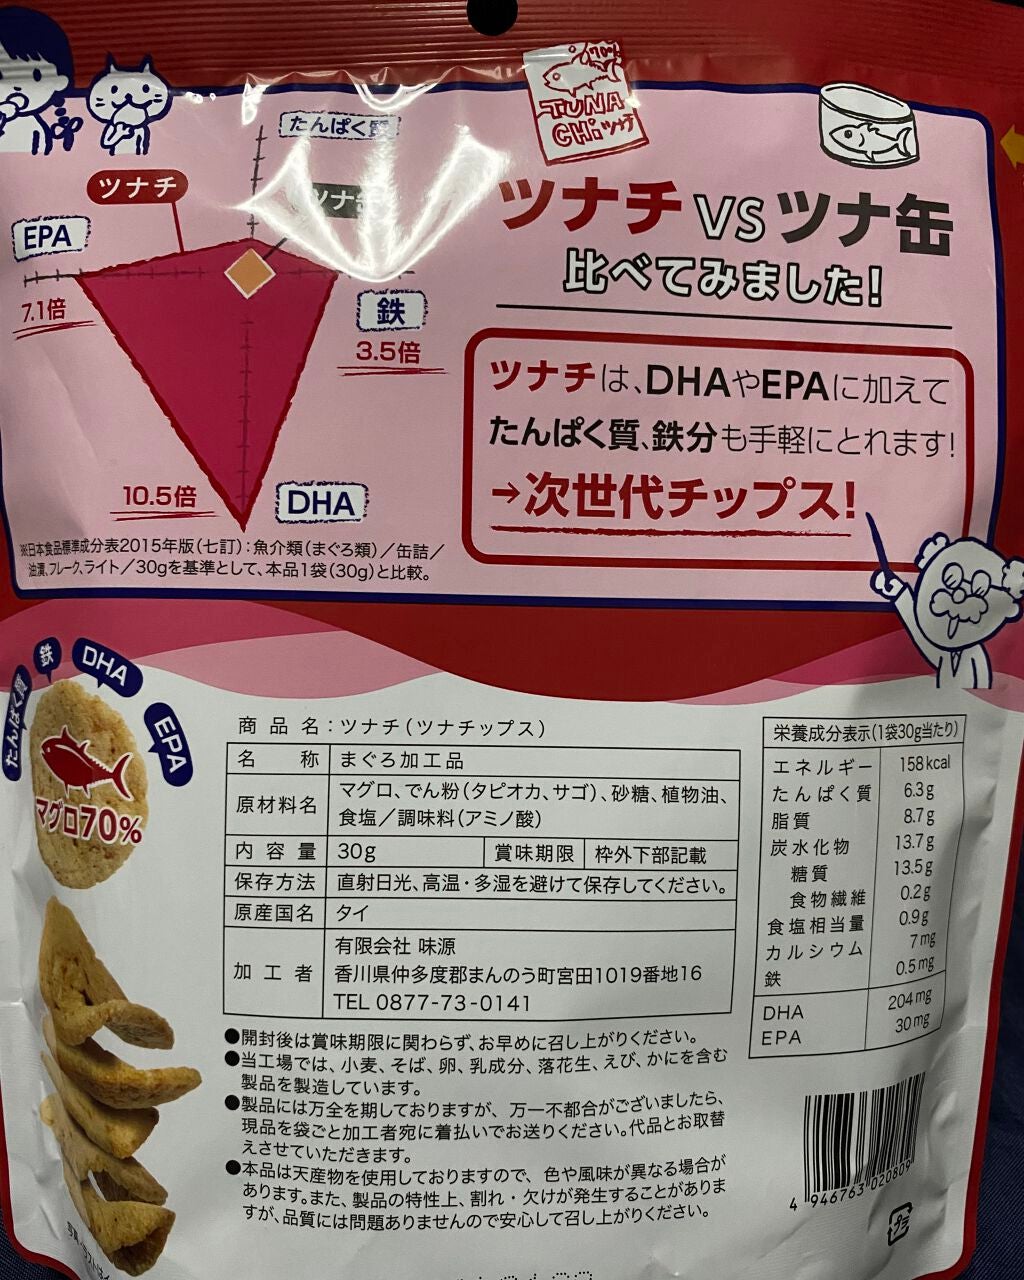 たんぱく質
70%
TUNA
CHiツナチ
ツナチ
ツナ缶
EPA
7.1倍
鉄
3.5倍
10.5倍
DHA
※日本食品標準成分表2015年版(七訂):魚介類(まぐろ類)/缶詰/
油漬、フレーク、ライト/30gを基準として、本品1袋(30g)と比較。
ツナチ VS ツナ缶
比べてみました!
ツナチは、DHAやEPAに加えて
たんぱく質、鉄分も手軽にとれます!
→次世代チップス!
たんぱく質
鉄
DHA
EPA
マグロ70%
商品名:ツナチ(ツナチップス)
名称 まぐろ加工品
原材料名 マグロ、でん粉(タピオカ、サゴ)、砂糖、植物油、
食塩/調味料(アミノ酸)
内容量 30g 賞味期限 枠外下部記載
保存方法 直射日光、高温・多湿を避けて保存してください。
原産国名 タイ
加工者 有限会社 味源
香川県仲多度郡まんのう町宮田1019番地16
TEL 0877-73-0141
●開封後は賞味期限に関わらず、お早めに召し上がりください。
●当工場では、小麦、そば、卵、乳成分、落花生、えび、かにを含む
製品を製造しています。
●製品には万全を期しておりますが、万一不都合がございましたら、
現品を袋ごと加工者宛に着払いでお送りください。代品とお取替
えさせていただきます。
●本品は天産物を使用しておりますので、色や風味が異なる場合が
あります。また、製品の特性上、割れ・欠けが発生することがありま
すが、品質には問題ありませんので安心して召し上がりください。
栄養成分表示(1袋30g当たり)
エネルギー 158kcal
たんぱく質 6.3g
脂質 8.7g
炭水化物 13.7g
糖質 13.5g
食物繊維 0.2g
食塩相当量 0.9g
カルシウム 7mg
鉄 0.5mg
DHA 204mg
EPA 30mg
4 946763 020809
プラ